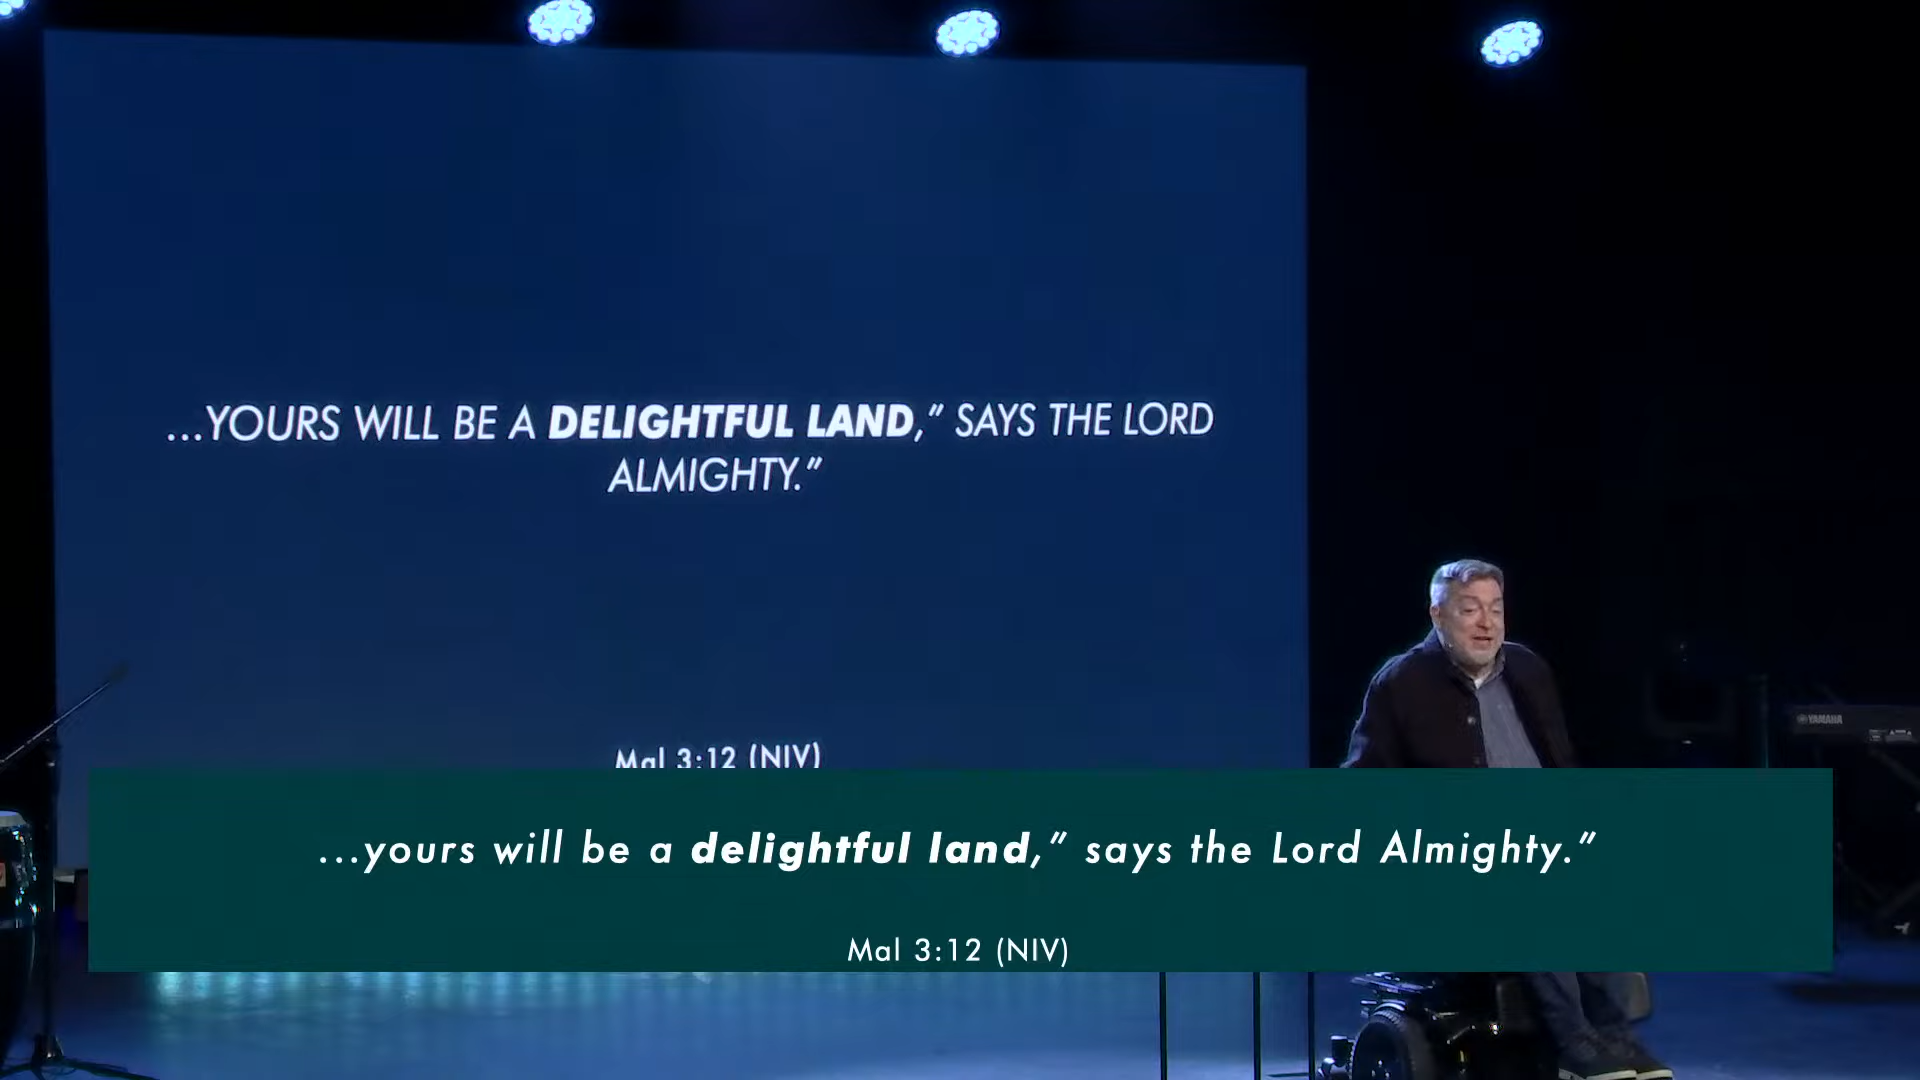 ...YOURS WILL BE A DELIGHTFUL LAND,” SAYS THE LORD
ALMIGHTY.”
Mal 3:12 (NIV)
YAMAHA
...yours will be a delightful land,” says the Lord Almighty.”
Mal 3:12 (NIV)